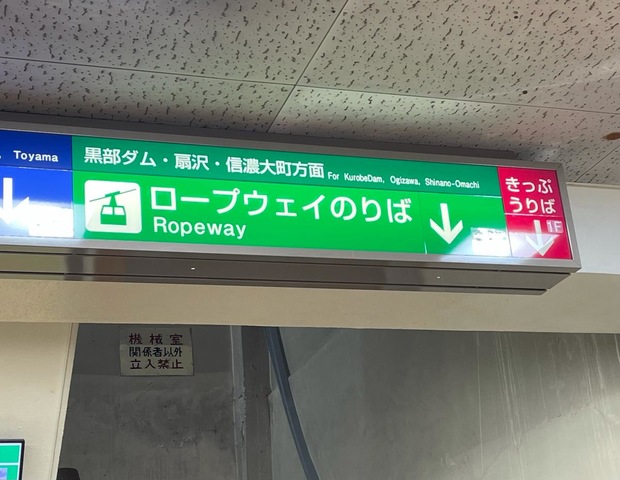 Toyama
黒部ダム・扇沢・信濃大町方面 For KurobeDam, Ogizawa, Shinano-Omachi
ロープウェイのりば
Ropeway
きっぷ
うりば
1F
機械室
関係者以外
立入禁止